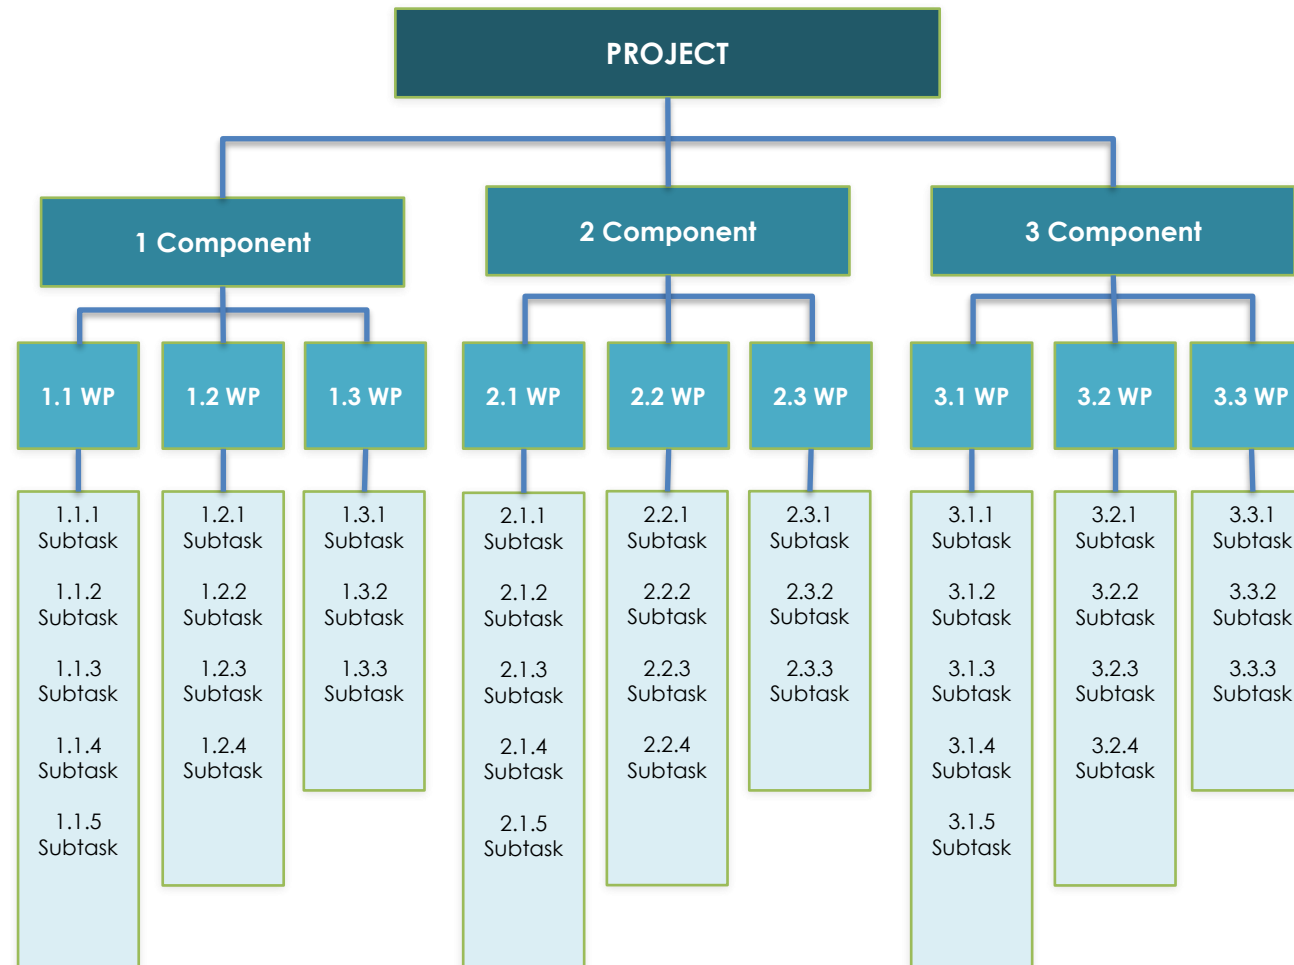 PROJECT
1 Component
2 Component
3 Component
1.1 WP
1.2 WP
1.3 WP
2.1 WP
2.2 WP
2.3 WP
3.1 WP
3.2 WP
3.3 WP
1.1.1
Subtask
1.1.2
Subtask
1.1.3
Subtask
1.1.4
Subtask
1.1.5
Subtask
1.2.1
Subtask
1.2.2
Subtask
1.2.3
Subtask
1.2.4
Subtask
1.3.1
Subtask
1.3.2
Subtask
1.3.3
Subtask
2.1.1
Subtask
2.1.2
Subtask
2.1.3
Subtask
2.1.4
Subtask
2.1.5
Subtask
2.2.1
Subtask
2.2.2
Subtask
2.2.3
Subtask
2.2.4
Subtask
2.3.1
Subtask
2.3.2
Subtask
2.3.3
Subtask
3.1.1
Subtask
3.1.2
Subtask
3.1.3
Subtask
3.1.4
Subtask
3.1.5
Subtask
3.2.1
Subtask
3.2.2
Subtask
3.2.3
Subtask
3.2.4
Subtask
3.3.1
Subtask
3.3.2
Subtask
3.3.3
Subtask